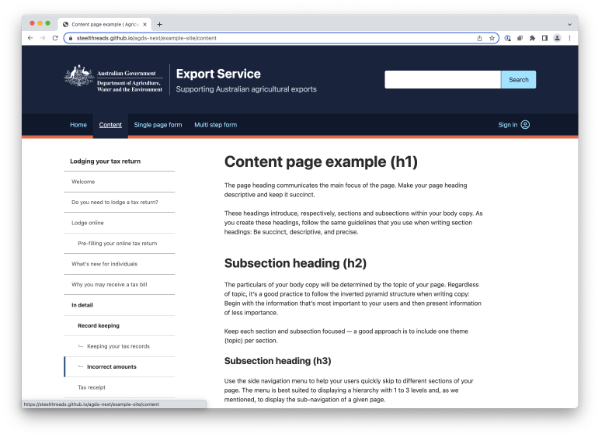 Content page example | Agricu
steelthreads.github.io/agds-next/example-site/content
Australian Government
Department of Agriculture,
Water and the Environment
Export Service
Supporting Australian agricultural exports
Search
Home
Content
Single page form
Multi step form
Sign in
Lodging your tax return
Welcome
Do you need to lodge a tax return?
Lodge online
Pre-filling your online tax return
What's new for individuals
Why you may receive a tax bill
In detail
Record keeping
Keeping your tax records
Incorrect amounts
Tax receipt
Content page example (h1)
The page heading communicates the main focus of the page. Make your page heading
descriptive and keep it succinct.
These headings introduce, respectively, sections and subsections within your body copy. As
you create these headings, follow the same guidelines that you use when writing section
headings: Be succinct, descriptive, and precise.
Subsection heading (h2)
The particulars of your body copy will be determined by the topic of your page. Regardless
of topic, it's a good practice to follow the inverted pyramid structure when writing copy:
Begin with the information that's most important to your users and then present information
of less importance.
Keep each section and subsection focused — a good approach is to include one theme
(topic) per section.
Subsection heading (h3)
Use the side navigation menu to help your users quickly skip to different sections of your
page. The menu is best suited to displaying a hierarchy with 1 to 3 levels and, as we
mentioned, to display the sub-navigation of a given page.
https://steelthreads.github.io/agds-next/example-site/content